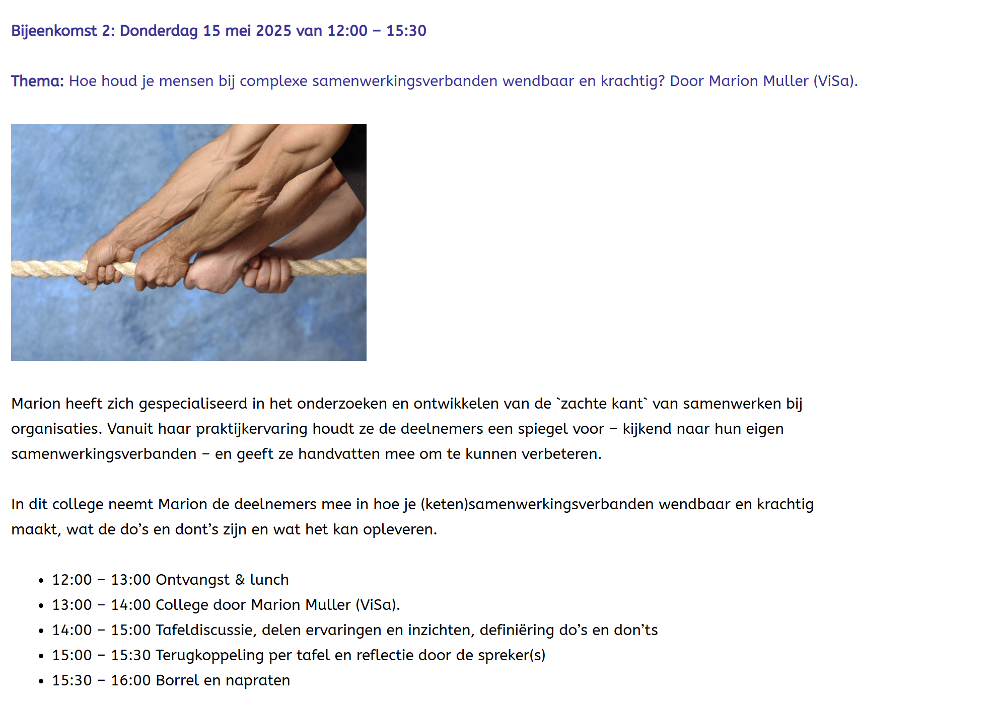 Bijeenkomst 2: Donderdag 15 mei 2025 van 12:00 – 15:30
Thema: Hoe houd je mensen bij complexe samenwerkingsverbanden wendbaar en krachtig? Door Marion Muller (ViSa).
Marion heeft zich gespecialiseerd in het onderzoeken en ontwikkelen van de `zachte kant` van samenwerken bij
organisaties. Vanuit haar praktijkervaring houdt ze de deelnemers een spiegel voor – kijkend naar hun eigen
samenwerkingsverbanden – en geeft ze handvatten mee om te kunnen verbeteren.
In dit college neemt Marion de deelnemers mee in hoe je (keten)samenwerkingsverbanden wendbaar en krachtig
maakt, wat de do’s en dont’s zijn en wat het kan opleveren.
• 12:00 – 13:00 Ontvangst & lunch
• 13:00 – 14:00 College door Marion Muller (ViSa).
• 14:00 – 15:00 Tafeldiscussie, delen ervaringen en inzichten, definiëring do’s en don’ts
• 15:00 – 15:30 Terugkoppeling per tafel en reflectie door de spreker(s)
• 15:30 – 16:00 Borrel en napraten